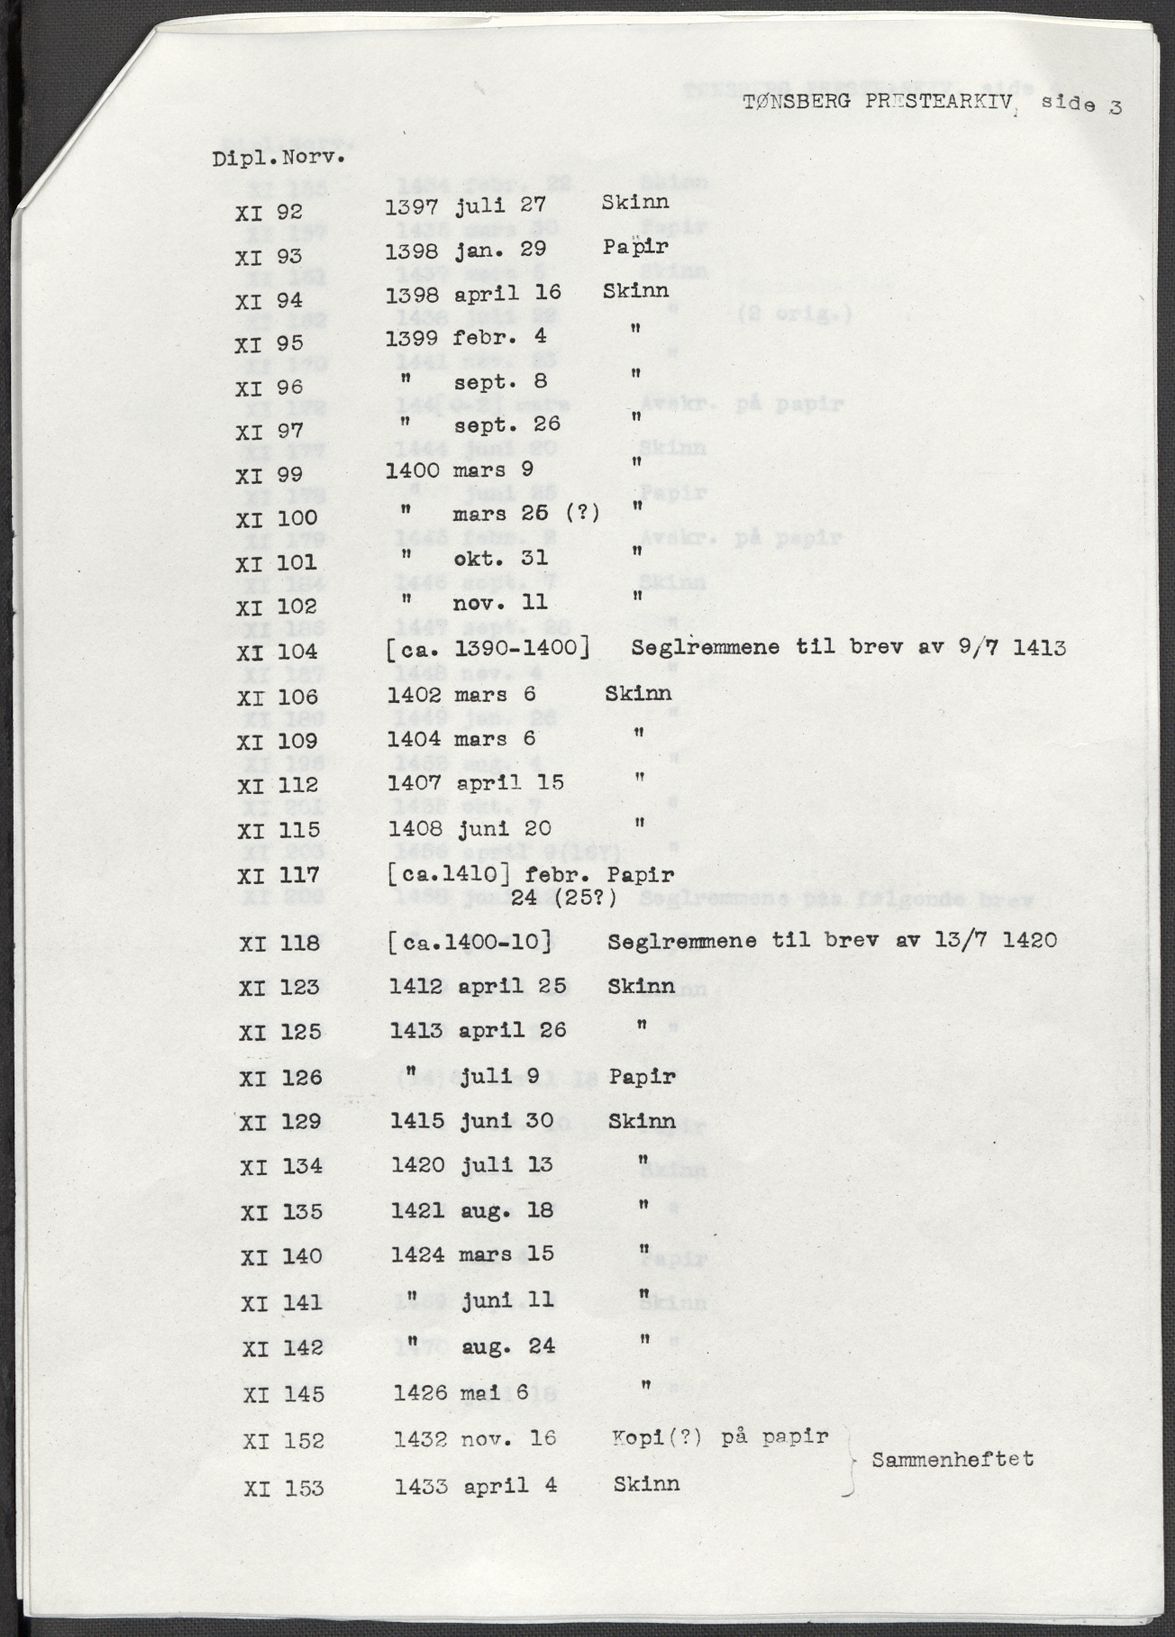 TØNSBERG PRESTEARKIV, side 3
Dipl.Norv.
XI 92 1397 juli 27 Skinn
XI 93 1398 jan. 29 Papir
XI 94 1398 april 16 Skinn
XI 95 1399 febr. 4 "
XI 96 " sept. 8 "
XI 97 " sept. 26 "
XI 99 1400 mars 9 "
XI 100 " mars 25 (?) "
XI 101 " okt. 31 "
XI 102 " nov. 11 "
XI 104 [ca. 1390-1400] Seglremmene til brev av 9/7 1413
XI 106 1402 mars 6 Skinn
XI 109 1404 mars 6 "
XI 112 1407 april 15 "
XI 115 1408 juni 20 "
XI 117 [ca.1410] febr. Papir
24 (25?)
XI 118 [ca.1400-10] Seglremmene til brev av 13/7 1420
XI 123 1412 april 25 Skinn
XI 125 1413 april 26 "
XI 126 " juli 9 Papir
XI 129 1415 juni 30 Skinn
XI 134 1420 juli 13 "
XI 135 1421 aug. 18 "
XI 140 1424 mars 15 "
XI 141 " juni 11 "
XI 142 " aug. 24 "
XI 145 1426 mai 6 "
XI 152 1432 nov. 16 Kopi(?) på papir
Sammenheftet
XI 153 1433 april 4 Skinn